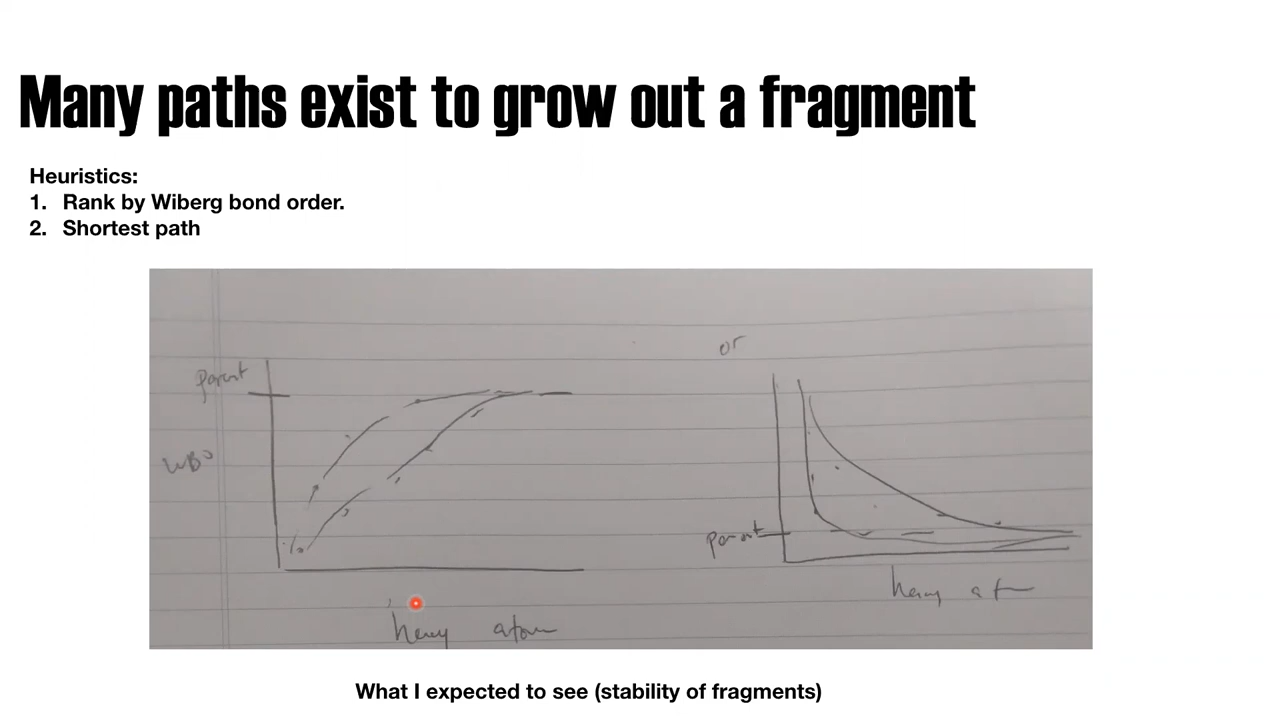 Many paths exist to grow out a fragment
Heuristics:
1. Rank by Wiberg bond order.
2. Shortest path
or
Parent
WBO
Parent
heavy atom
heavy atom
What I expected to see (stability of fragments)